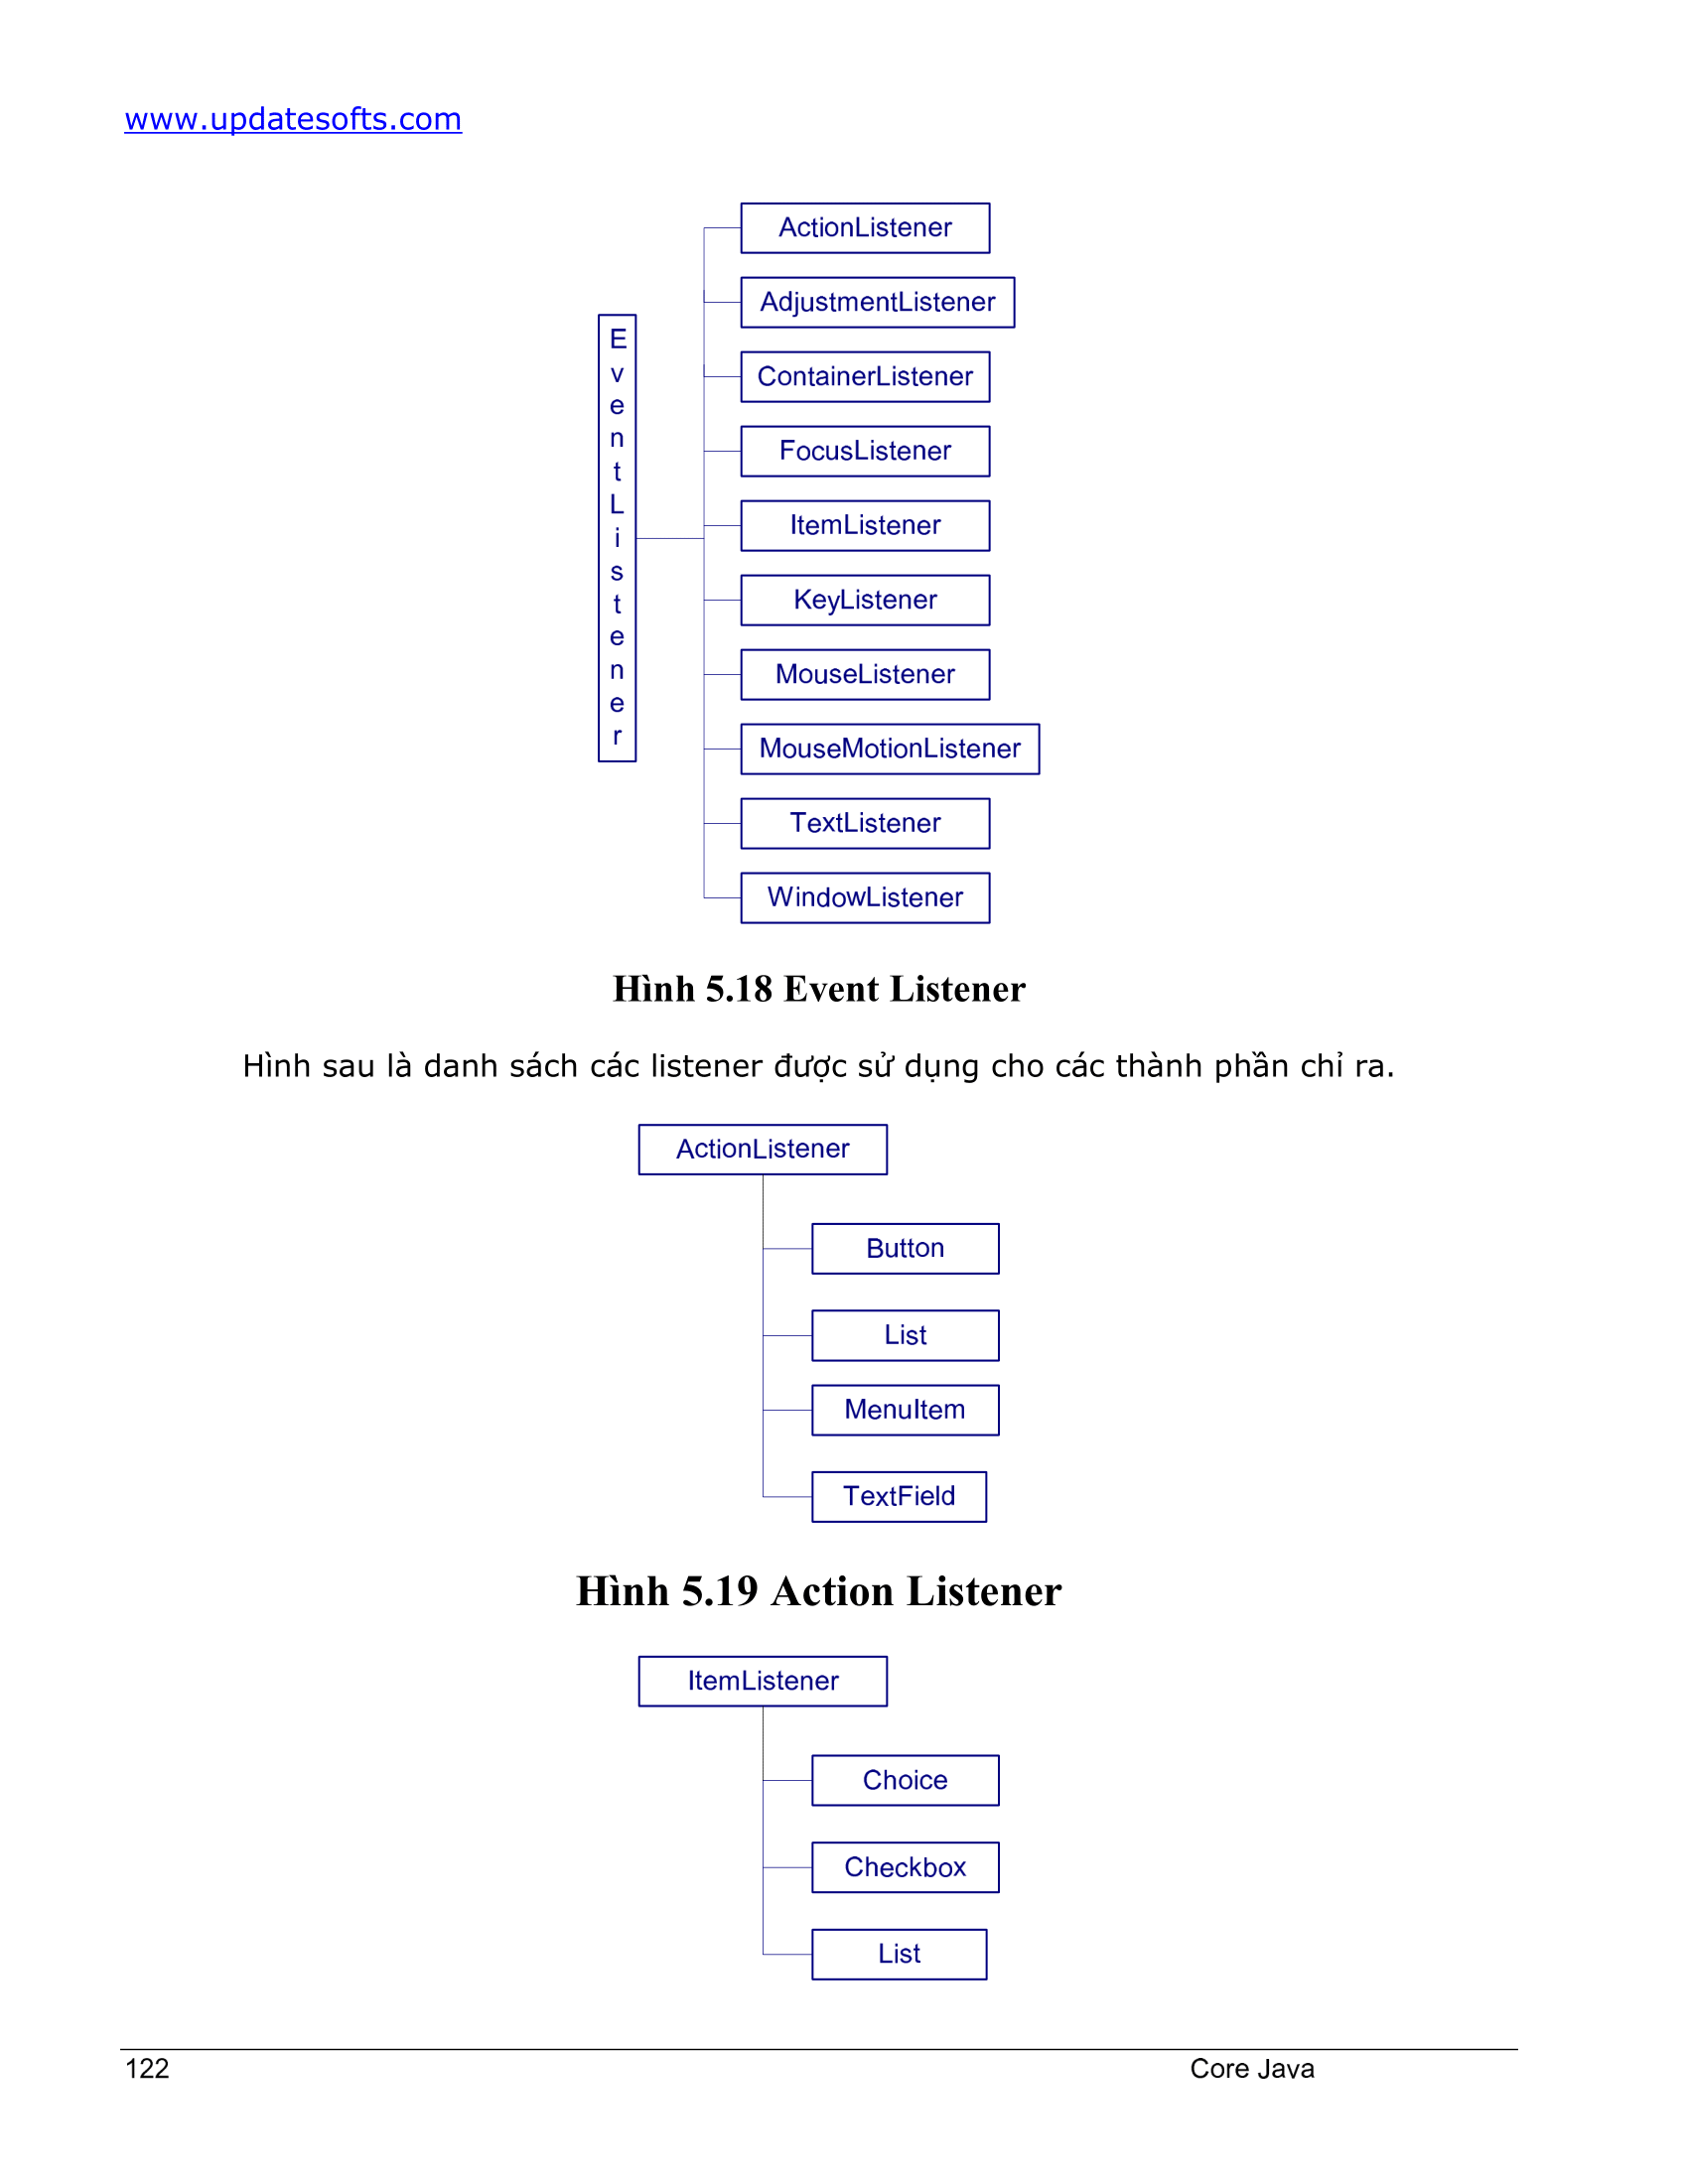 www.updatesofts.com
ActionListener
AdjustmentListener
ContainerListener
FocusListener
ItemListener
KeyListener
MouseListener
MouseMotionListener
TextListener
WindowListener
EventListener
Hình 5.18 Event Listener
Hình sau là danh sách các listener được sử dụng cho các thành phần chỉ ra.
ActionListener
Button
List
MenuItem
TextField
Hình 5.19 Action Listener
ItemListener
Choice
Checkbox
List
122 Core Java